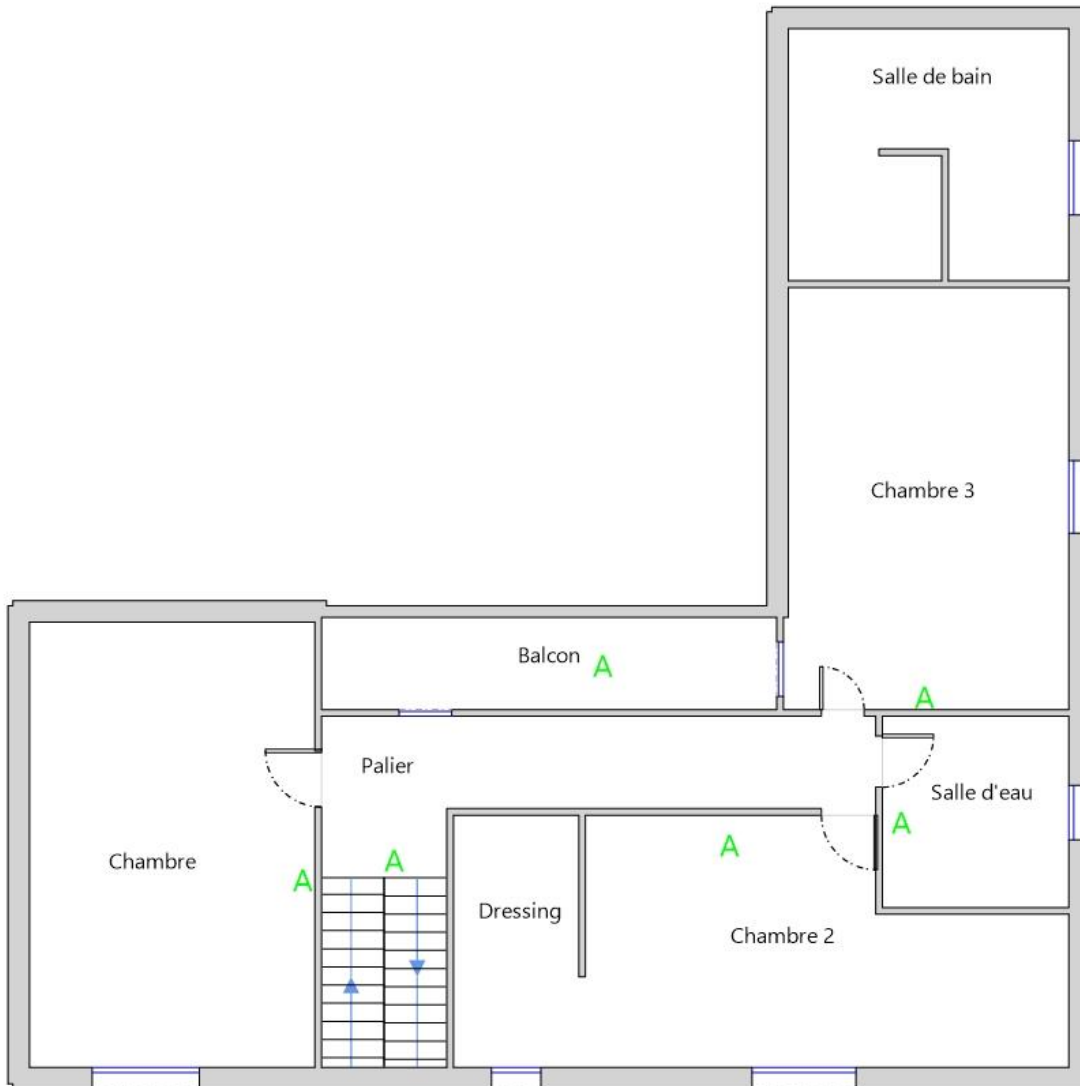 Salle de bain
Chambre 3
Balcon A
A
Palier
Salle d'eau
A
A
A
Chambre
A
Dressing
Chambre 2